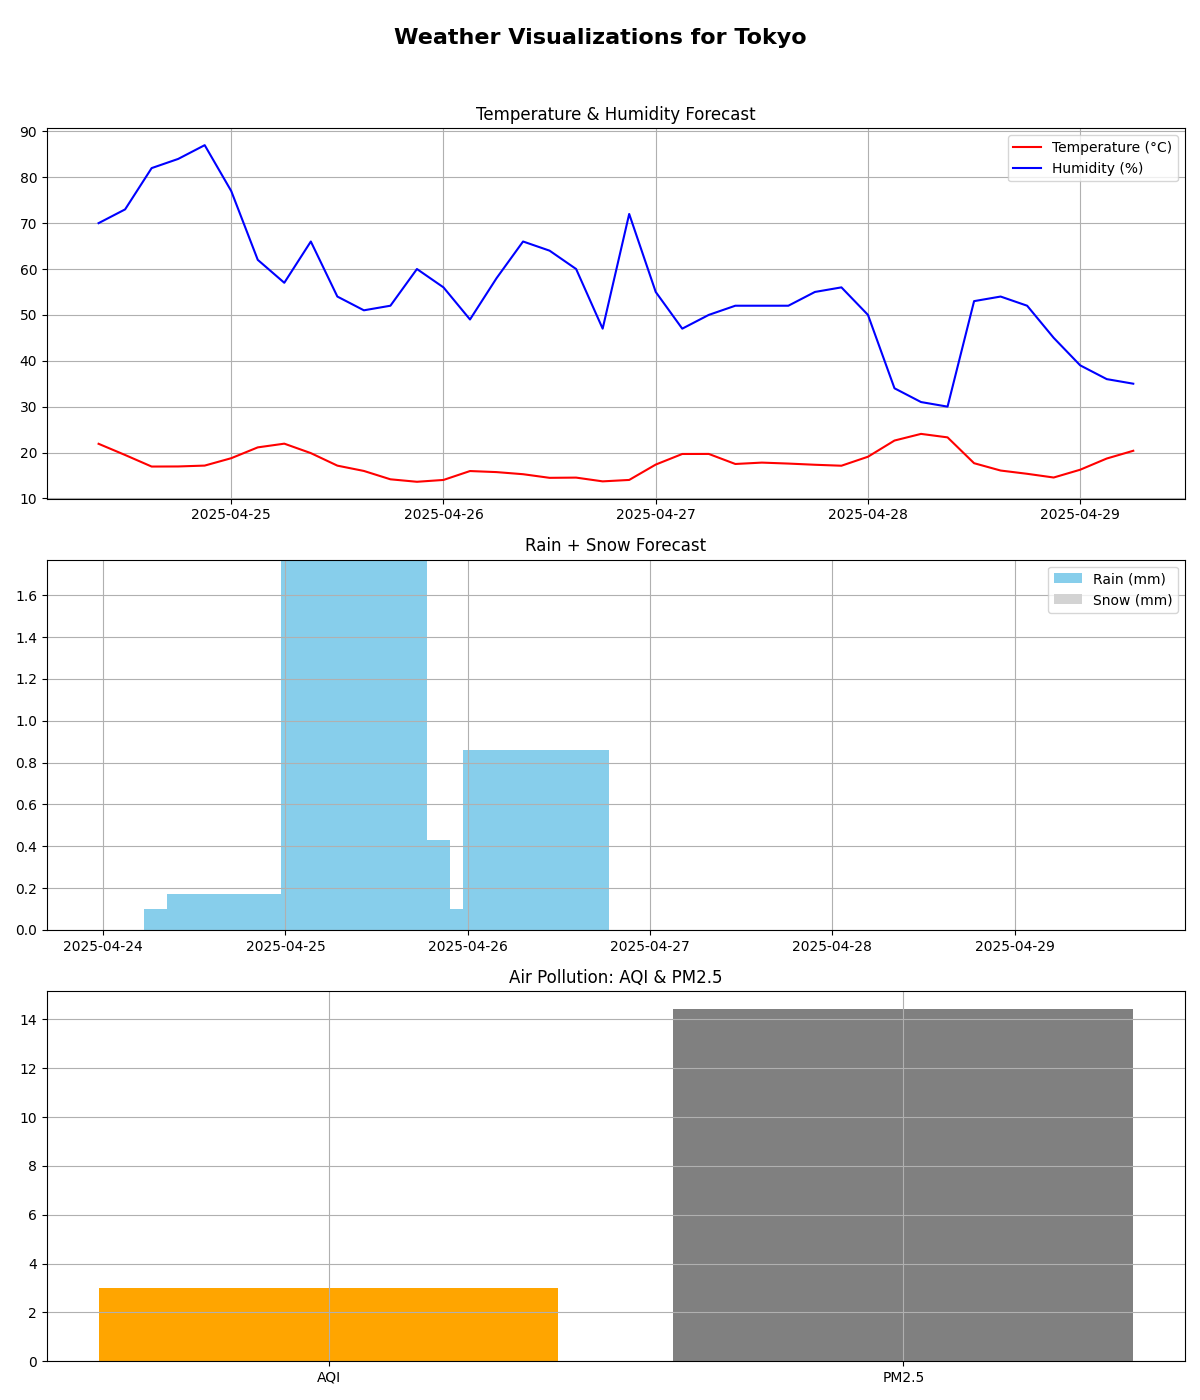 Weather Visualizations for Tokyo
Temperature & Humidity Forecast
90
80
70
60
50
40
30
20
10
Temperature (°C)
Humidity (%)
2025-04-25 2025-04-26 2025-04-27 2025-04-28 2025-04-29
Rain + Snow Forecast
1.6
1.4
1.2
1.0
0.8
0.6
0.4
0.2
0.0
Rain (mm)
Snow (mm)
2025-04-24 2025-04-25 2025-04-26 2025-04-27 2025-04-28 2025-04-29
Air Pollution: AQI & PM2.5
14
12
10
8
6
4
2
0
AQI PM2.5